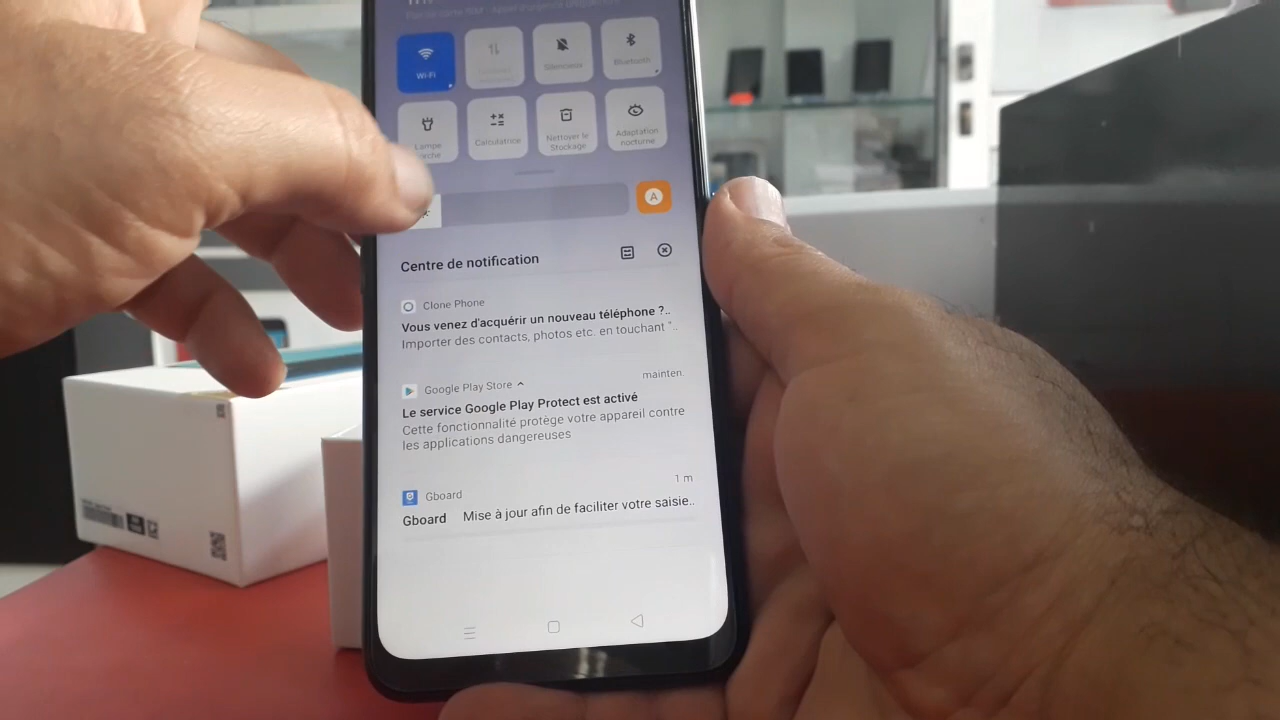 Wi-Fi
Silencieux
Bluetooth
Lampe
Calculatrice
Nettoyer le
Stockage
Adaptation
nocturne
A
Centre de notification
Clone Phone
Vous venez d'acquérir un nouveau téléphone ?..
Importer des contacts, photos etc. en touchant "..
Google Play Store
mainten.
Le service Google Play Protect est activé
Cette fonctionnalité protège votre appareil contre
les applications dangereuses
Gboard
1 m
Gboard Mise à jour afin de faciliter votre saisie..